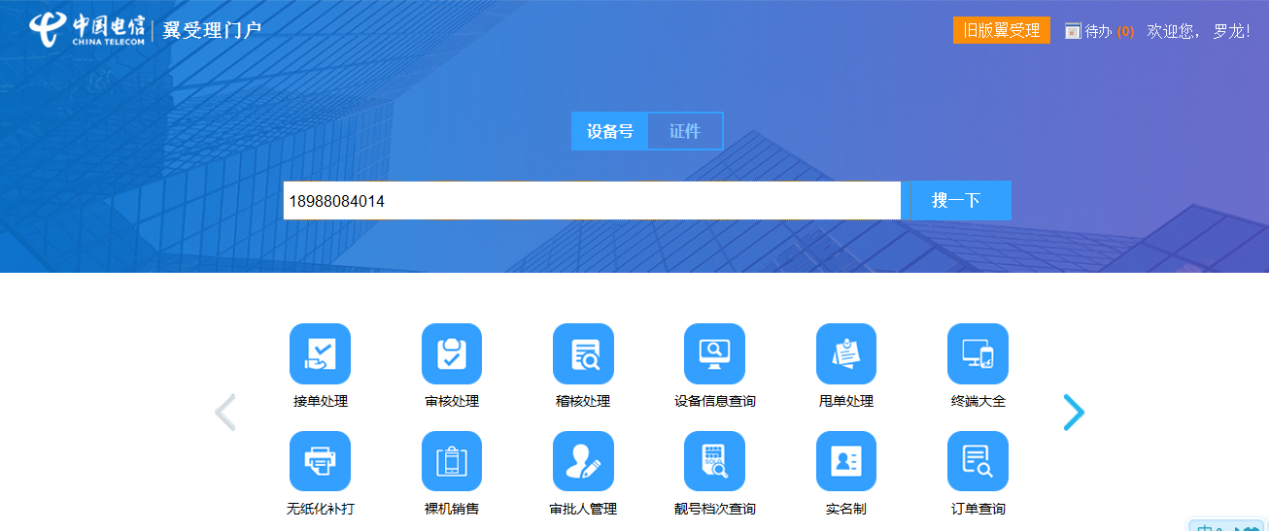 中国电信 翼受理门户
CHINA TELECOM
旧版翼受理 待办 (0) 欢迎您, 罗龙!
设备号 证件
18988084014 搜一下
接单处理 审核处理 稽核处理 设备信息查询 甩单处理 终端大全
SOLO
无纸化补打 裸机销售 审批人管理 靓号档次查询 实名制 订单查询
中